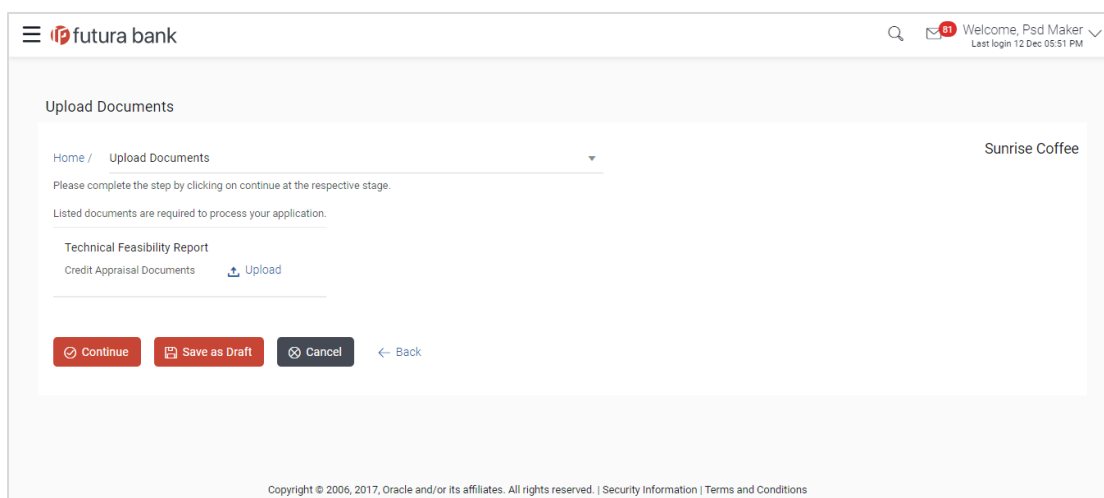 futura bank
81
Welcome, Psd Maker
Last login 12 Dec 05:51 PM
Upload Documents
Sunrise Coffee
Home / Upload Documents
Please complete the step by clicking on continue at the respective stage.
Listed documents are required to process your application.
Technical Feasibility Report
Credit Appraisal Documents Upload
Continue Save as Draft Cancel Back
Copyright © 2006, 2017, Oracle and/or its affiliates. All rights reserved. | Security Information | Terms and Conditions